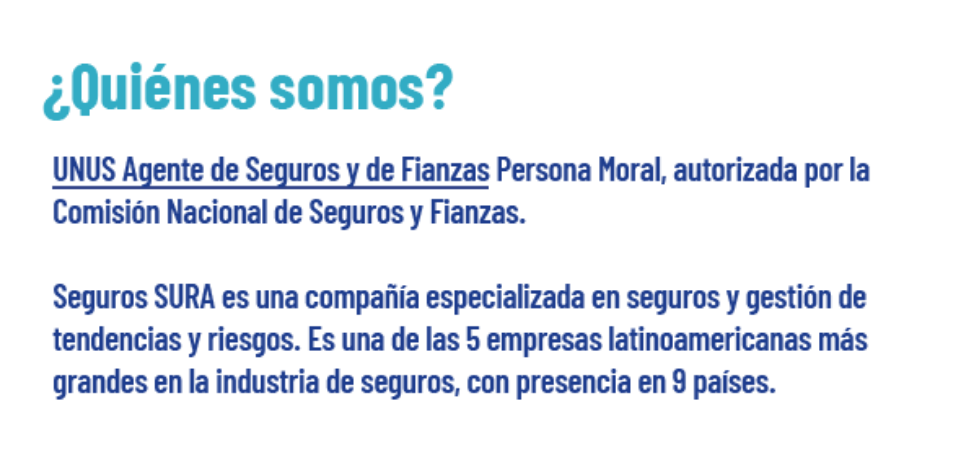 ¿Quiénes somos?
UNUS Agente de Seguros y de Fianzas Persona Moral, autorizada por la
Comisión Nacional de Seguros y Fianzas.
Seguros SURA es una compañía especializada en seguros y gestión de
tendencias y riesgos. Es una de las 5 empresas latinoamericanas más
grandes en la industria de seguros, con presencia en 9 países.